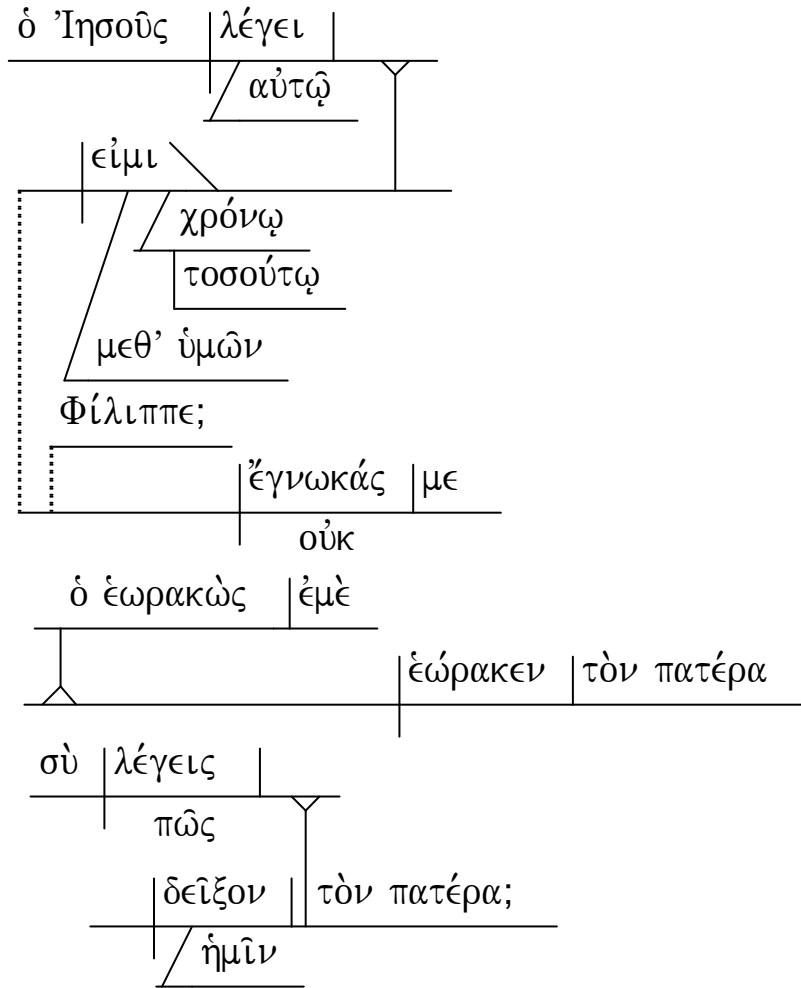 ὁ Ἰησοῦς λέγει
αὐτῷ
εἰμι
χρόνῳ
τοσούτῳ
μεθ’ ὑμῶν
Φίλιππε;
ἔγνωκάς με
οὐκ
ὁ ἑωρακὼς ἐμὲ
ἑώρακεν τὸν πατέρα
σὺ λέγεις
πῶς
δεῖξον τὸν πατέρα;
ἡμῖν